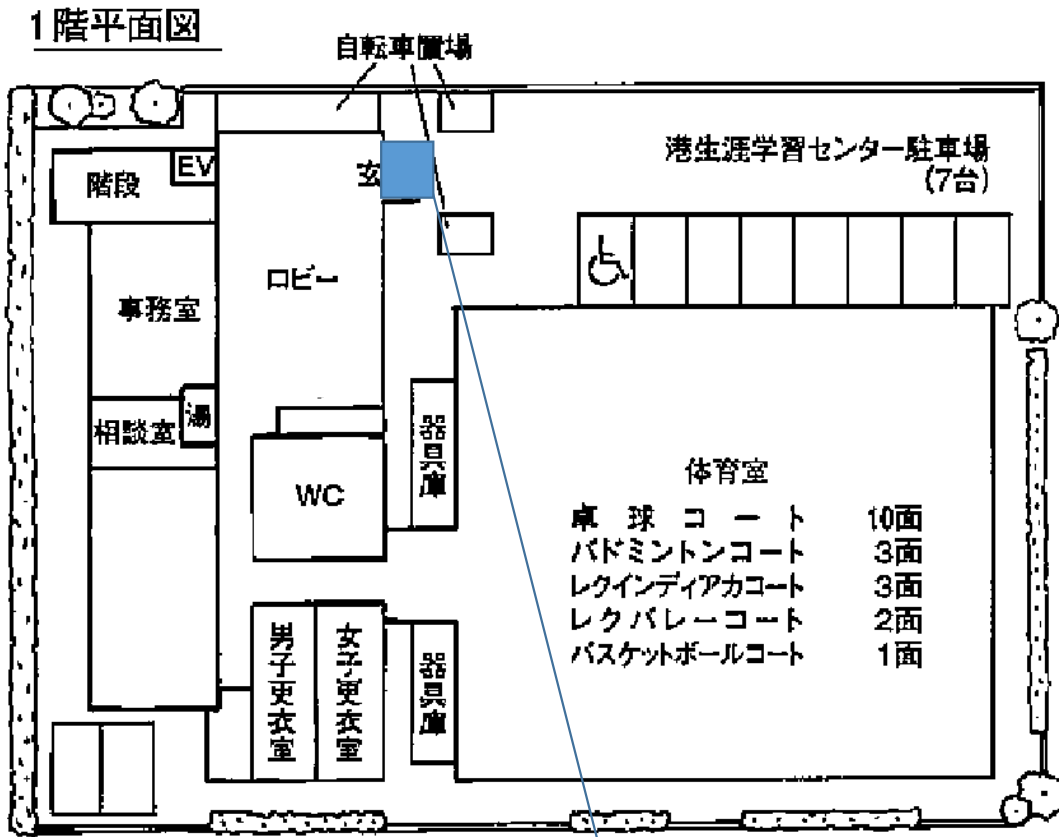 1階平面図
自転車置場
港生涯学習センター駐車場
(7台)
EV
階段
玄
ロビー
事務室
湯
相談室
器具庫
WC
体育室
卓球コート 10面
バドミントンコート 3面
レクインディアカコート 3面
レクバレーコート 2面
バスケットボールコート 1面
男子更衣室
女子更衣室
器具庫